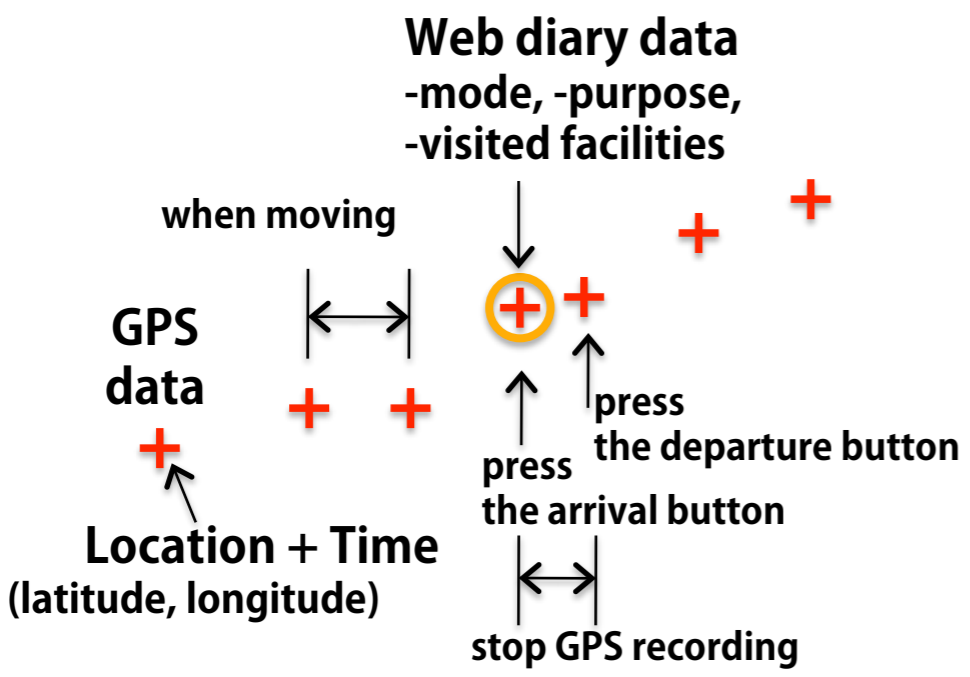 Web diary data
-mode, -purpose,
-visited facilities
when moving
GPS
data
press
the departure button
press
the arrival button
Location + Time
(latitude, longitude)
stop GPS recording